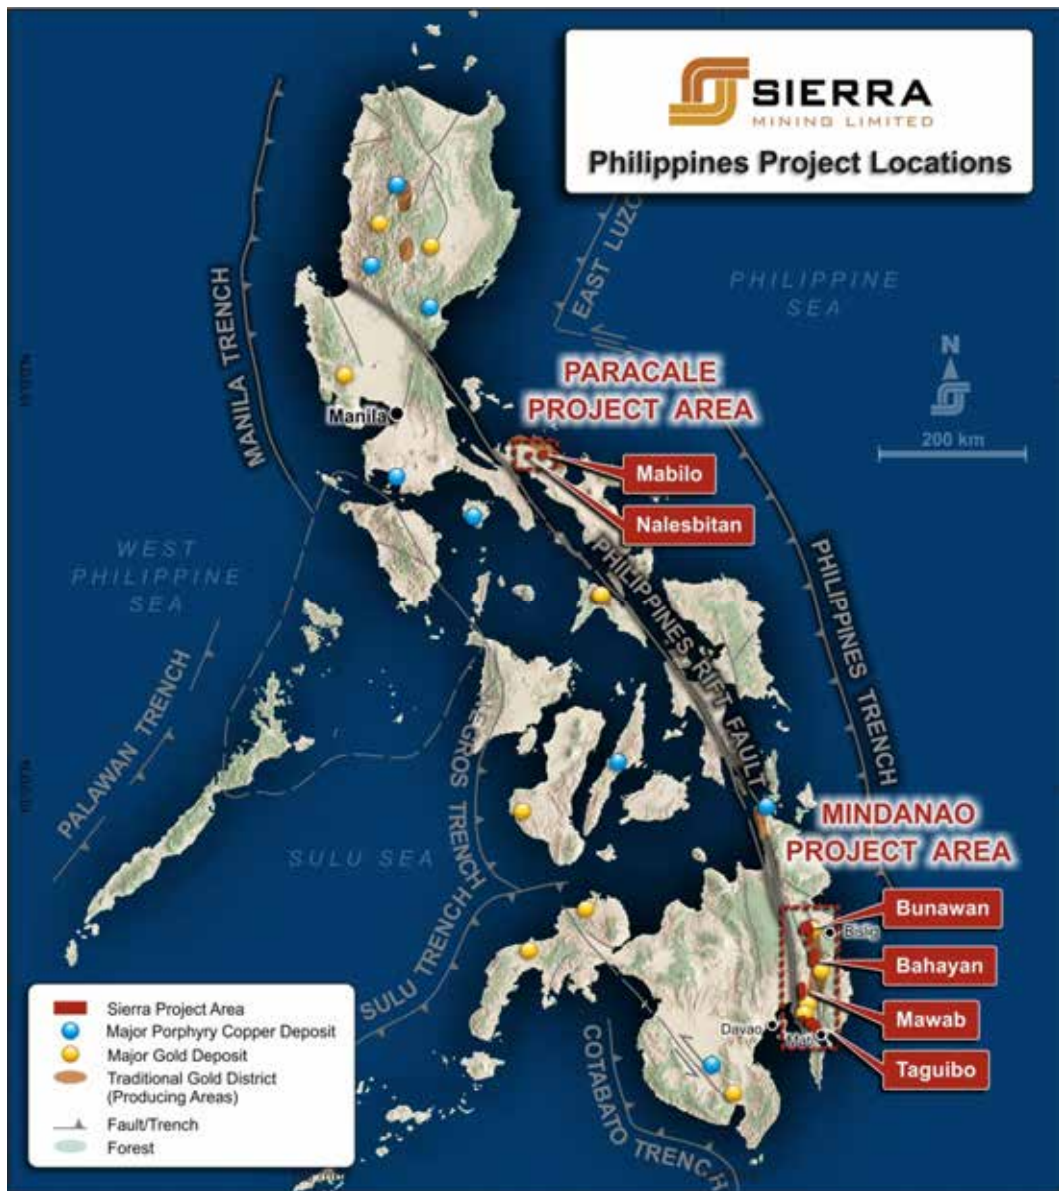 SIERRA
MINING LIMITED
Philippines Project Locations
EAST LUZO
PHILIPPINE
SEA
MANILA TRENCH
N
200 km
PARACALE
PROJECT AREA
Manila
Mabilo
Nalesbitan
WEST
PHILIPPINE
SEA
PHILIPPINES RIFT FAULT
PHILIPPINES TRENCH
PALAWAN TRENCH
NEGROS TRENCH
SULU SEA
MINDANAO
PROJECT AREA
SULU TRENCH
Bunawan
Bislig
Bahayan
Mawab
Davao
Mati
Taguibo
COTABATO TRENCH
Sierra Project Area
Major Porphyry Copper Deposit
Major Gold Deposit
Traditional Gold District
(Producing Areas)
Fault/Trench
Forest